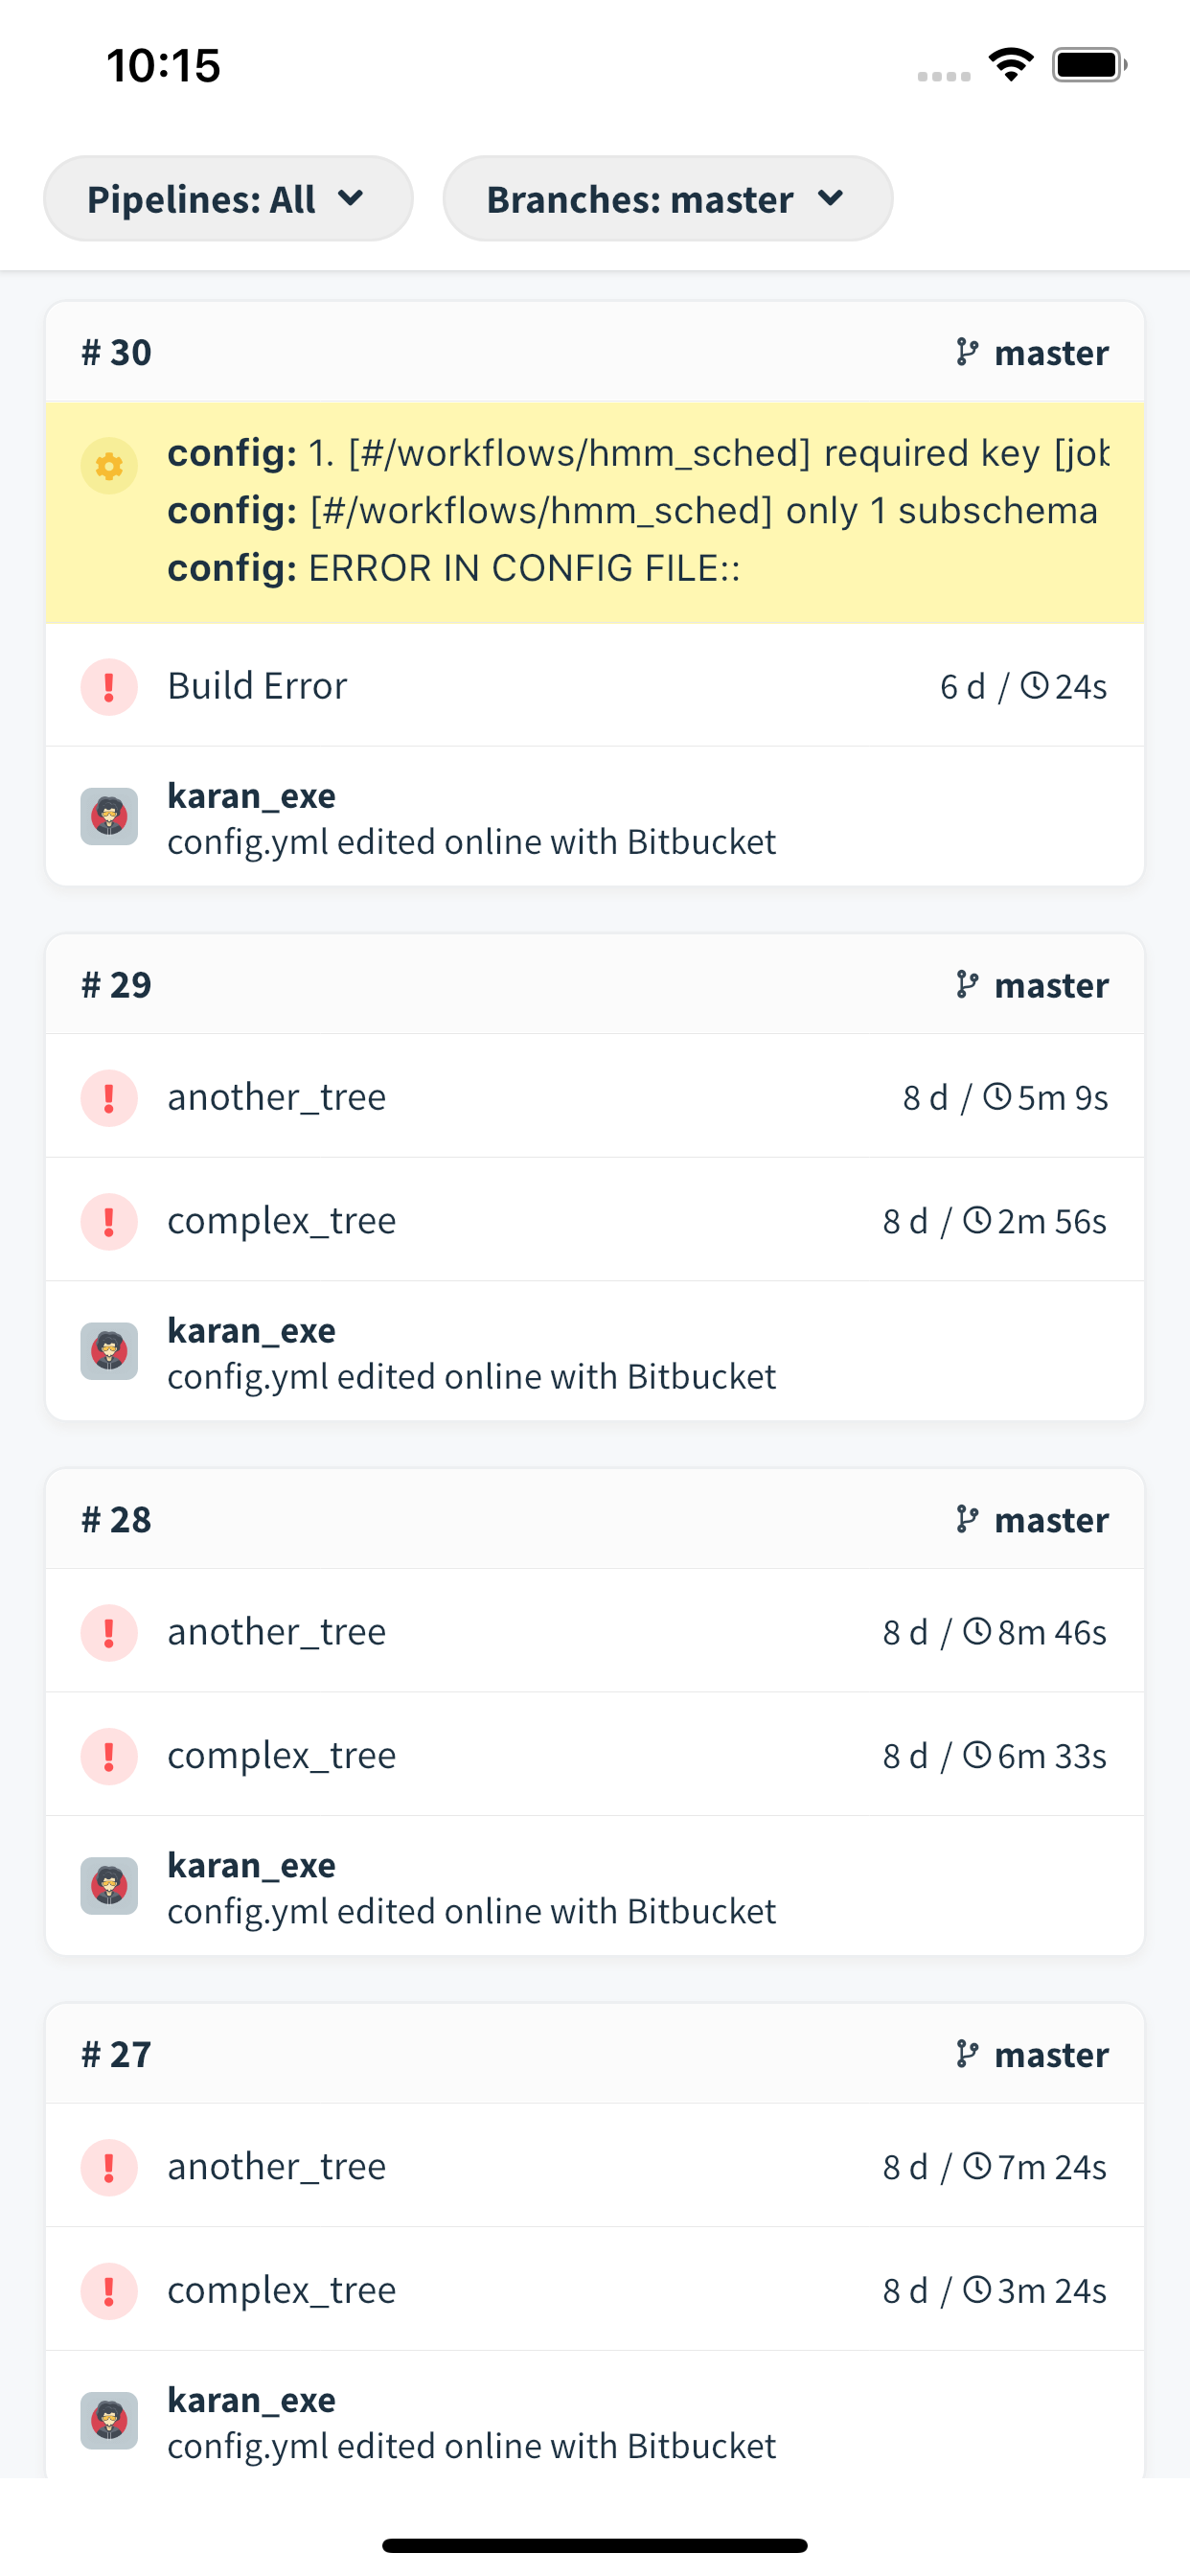 10:15
Pipelines: All
Branches: master
# 30
master
config: 1. [#/workflows/hmm_sched] required key [job
config: [#/workflows/hmm_sched] only 1 subschema
config: ERROR IN CONFIG FILE::
Build Error
6 d / 24s
karan_exe
config.yml edited online with Bitbucket
# 29
master
another_tree
8 d / 5m 9s
complex_tree
8 d / 2m 56s
karan_exe
config.yml edited online with Bitbucket
# 28
master
another_tree
8 d / 8m 46s
complex_tree
8 d / 6m 33s
karan_exe
config.yml edited online with Bitbucket
# 27
master
another_tree
8 d / 7m 24s
complex_tree
8 d / 3m 24s
karan_exe
config.yml edited online with Bitbucket